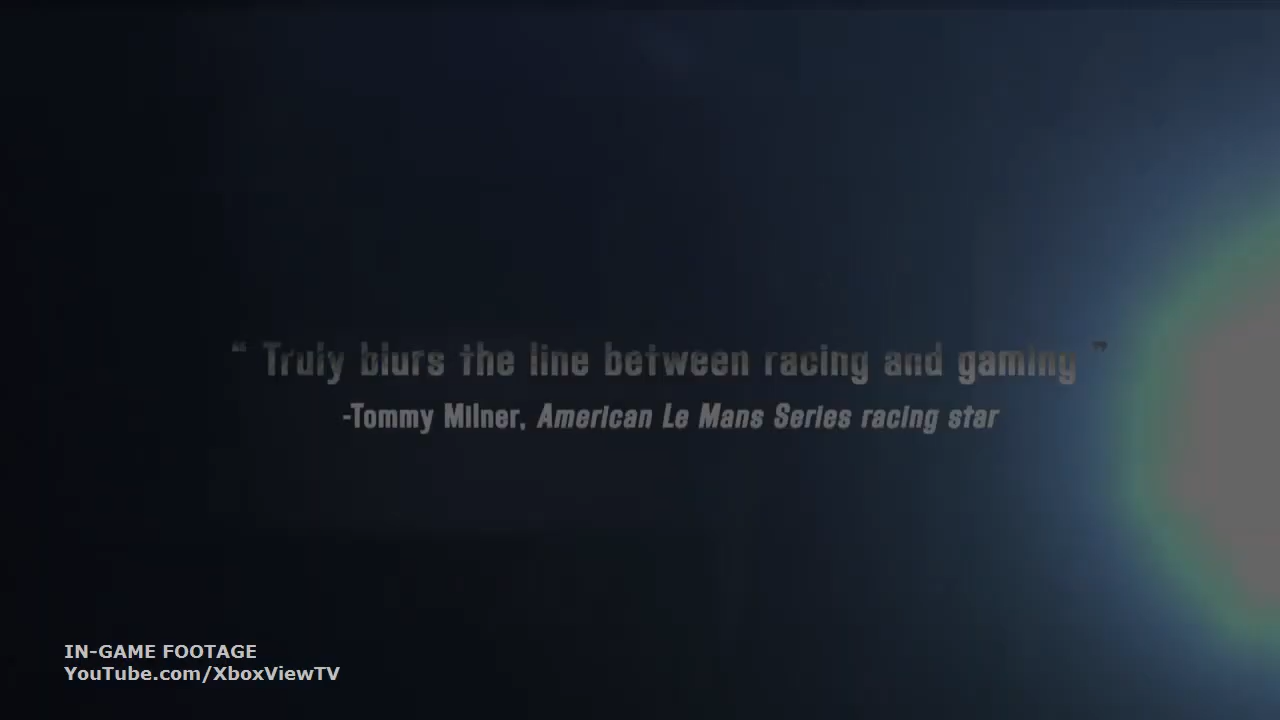 “ Truly blurs the line between racing and gaming ”
-Tommy Milner, American Le Mans Series racing star
IN-GAME FOOTAGE
YouTube.com/XboxViewTV